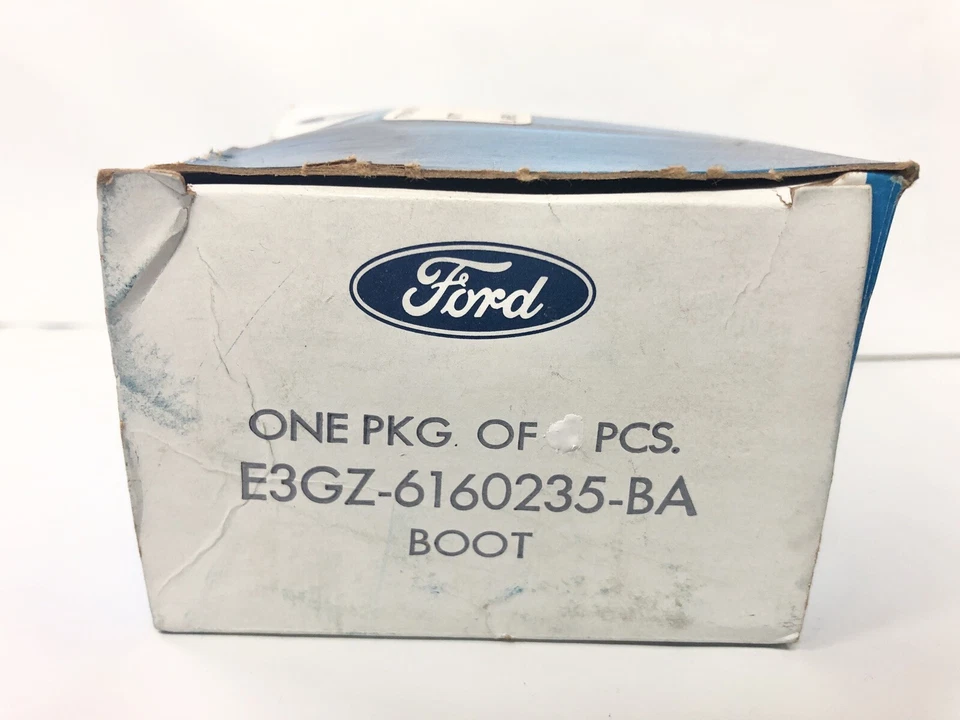 Ford
ONE PKG. OF PCS.
E3GZ-6160235-BA
BOOT